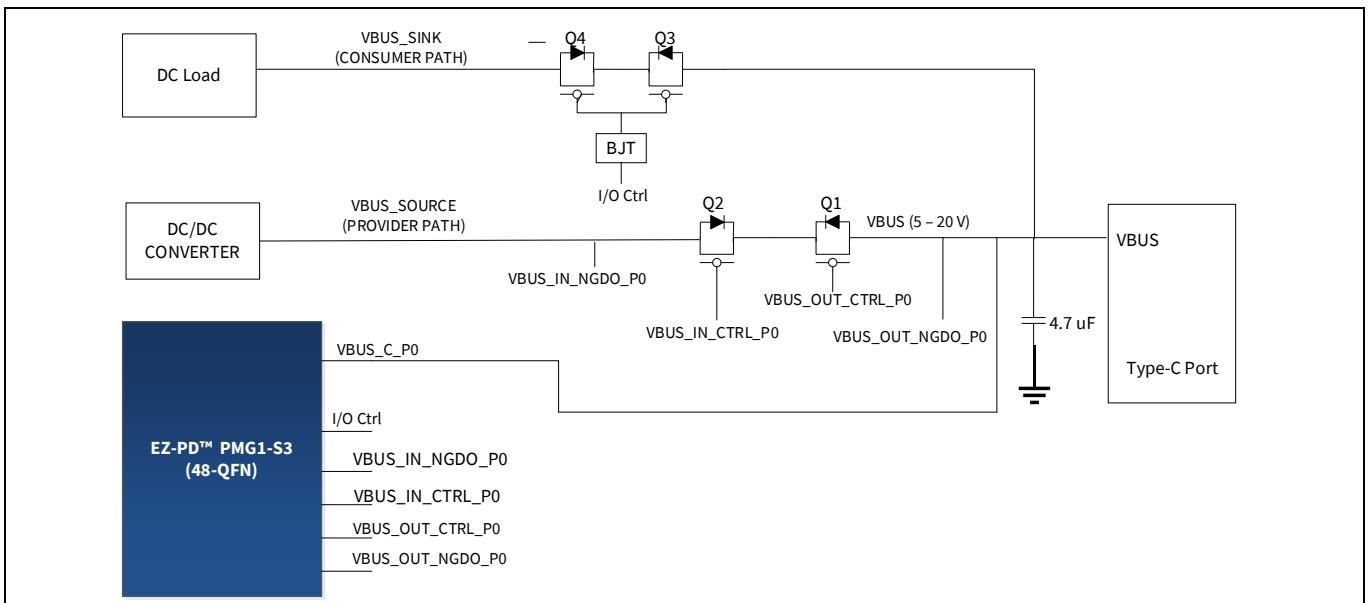 VBUS_SINK
(CONSUMER PATH)
Q4
Q3
DC Load
BJT
I/O Ctrl
VBUS_SOURCE
(PROVIDER PATH)
Q2
Q1
VBUS (5 – 20 V)
DC/DC
CONVERTER
VBUS
VBUS_IN_NGDO_P0
VBUS_OUT_CTRL_P0
VBUS_IN_CTRL_P0
VBUS_OUT_NGDO_P0
4.7 uF
Type-C Port
VBUS_C_P0
I/O Ctrl
EZ-PD™ PMG1-S3
(48-QFN)
VBUS_IN_NGDO_P0
VBUS_IN_CTRL_P0
VBUS_OUT_CTRL_P0
VBUS_OUT_NGDO_P0